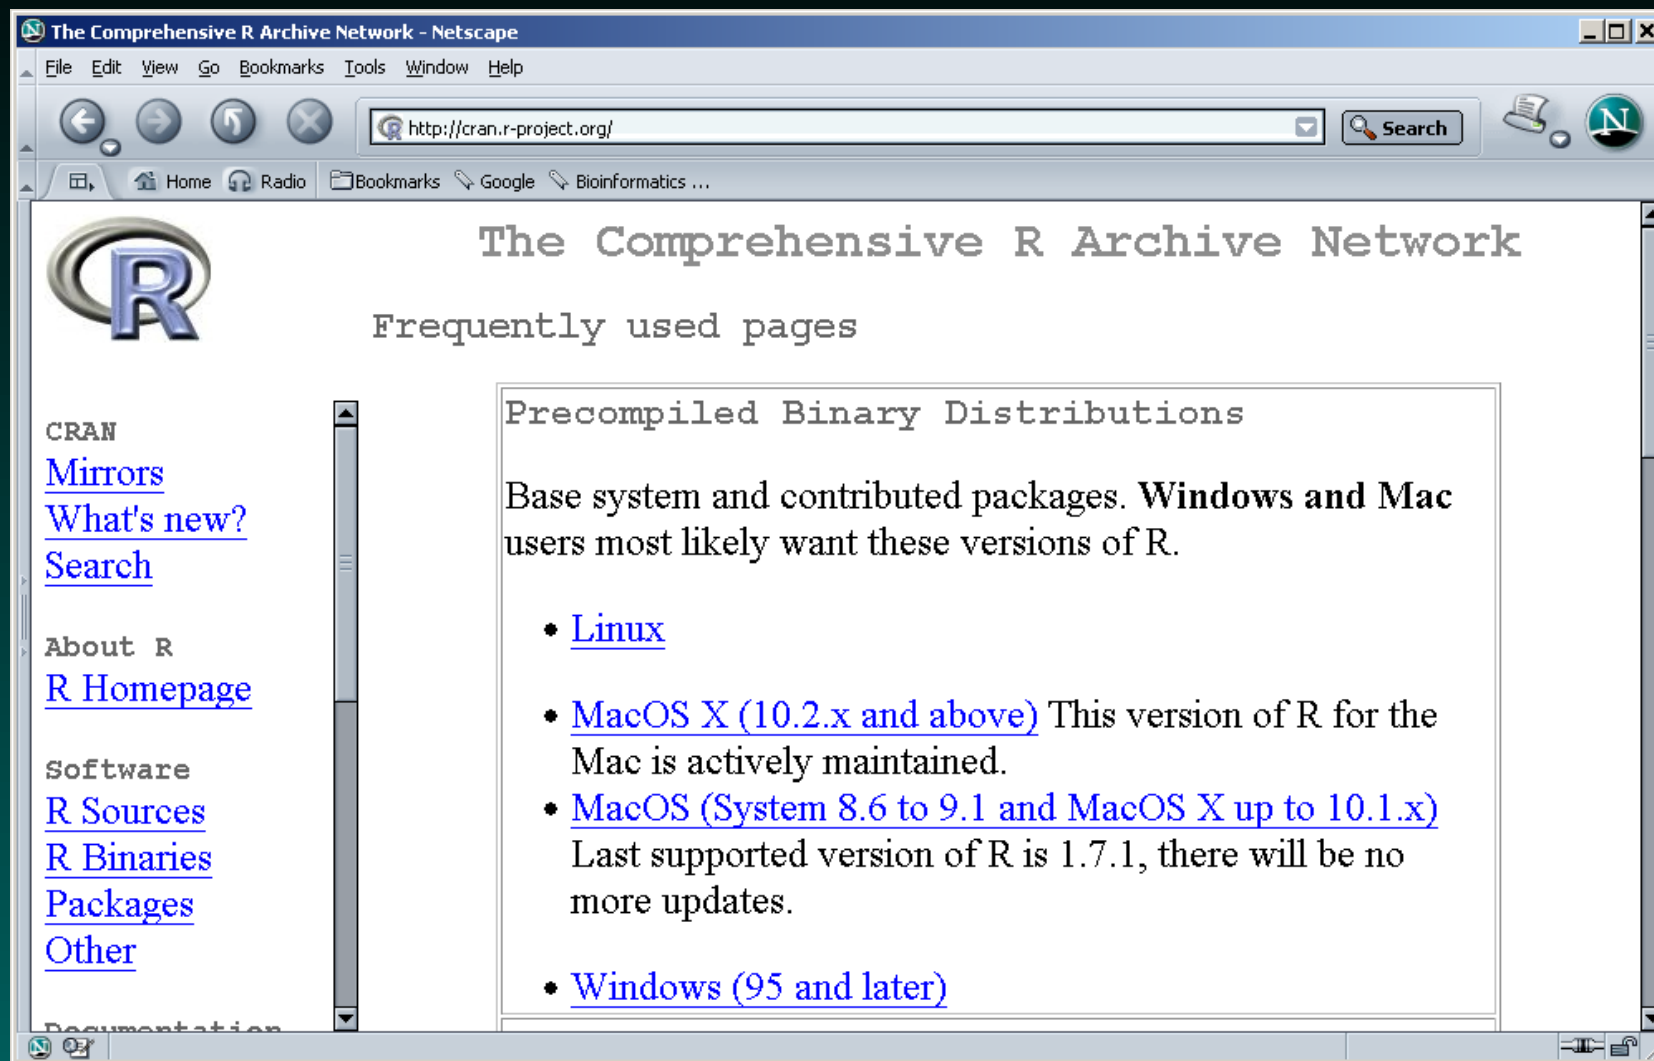 The Comprehensive R Archive Network - Netscape
File Edit View Go Bookmarks Tools Window Help
http://cran.r-project.org/
Search
N
Home Radio Bookmarks Google Bioinformatics ...
R
The Comprehensive R Archive Network
Frequently used pages
CRAN
Mirrors
What's new?
Search
About R
R Homepage
Software
R Sources
R Binaries
Packages
Other
Documentation
Precompiled Binary Distributions
Base system and contributed packages. Windows and Mac
users most likely want these versions of R.
• Linux
• MacOS X (10.2.x and above) This version of R for the
Mac is actively maintained.
• MacOS (System 8.6 to 9.1 and MacOS X up to 10.1.x)
Last supported version of R is 1.7.1, there will be no
more updates.
• Windows (95 and later)